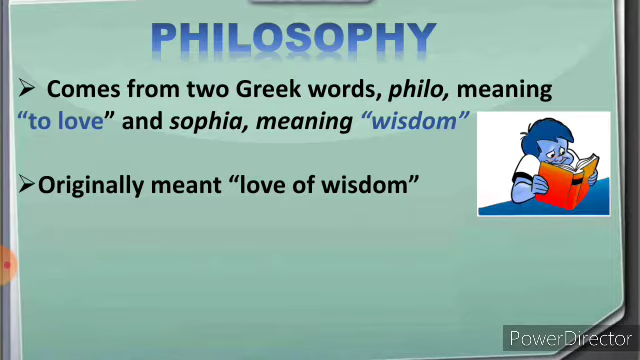 PHILOSOPHY
➢ Comes from two Greek words, philo, meaning
“to love” and sophia, meaning “wisdom”
➢Originally meant “love of wisdom”
PowerDirector